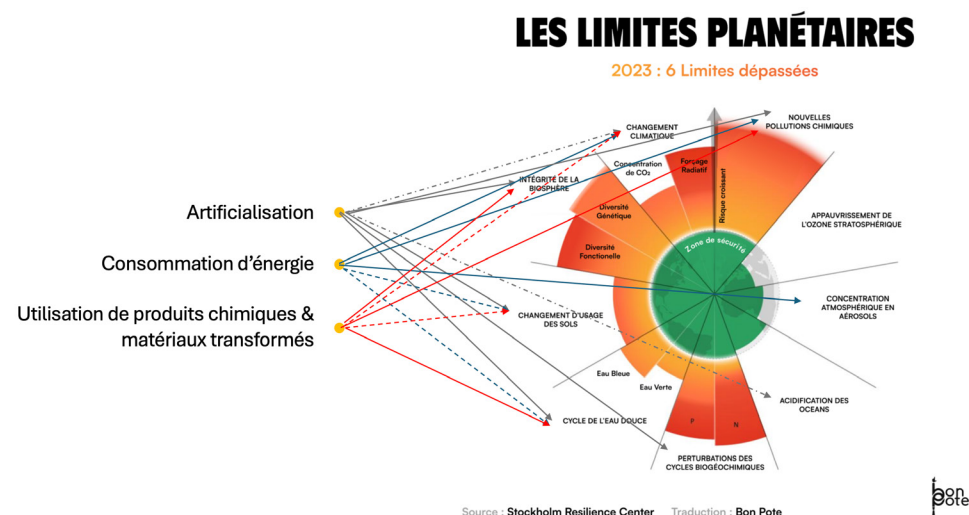 LES LIMITES PLANÉTAIRES
2023 : 6 Limites dépassées
Artificialisation
Consommation d'énergie
Utilisation de produits chimiques &
matériaux transformés
CHANGEMENT
CLIMATIQUE
NOUVELLES
POLLUTIONS CHIMIQUES
Concentration
de CO₂
Forçage
Radiatif
Risque croissant
INTÉGRITÉ DE LA
BIOSPHÈRE
Diversité
Génétique
Diversité
Fonctionelle
Zone de sécurité
APPAUVRISSEMENT DE
L'OZONE STRATOSPHÉRIQUE
CONCENTRATION
ATMOSPHÉRIQUE EN
AÉROSOLS
CHANGEMENT D'USAGE
DES SOLS
Eau Bleue
Eau Verte
ACIDIFICATION DES
OCEANS
CYCLE DE L'EAU DOUCE
P
N
PERTURBATIONS DES
CYCLES BIOGÉOCHIMIQUES
Source : Stockholm Resilience Center Traduction : Bon Pote
bon
pote